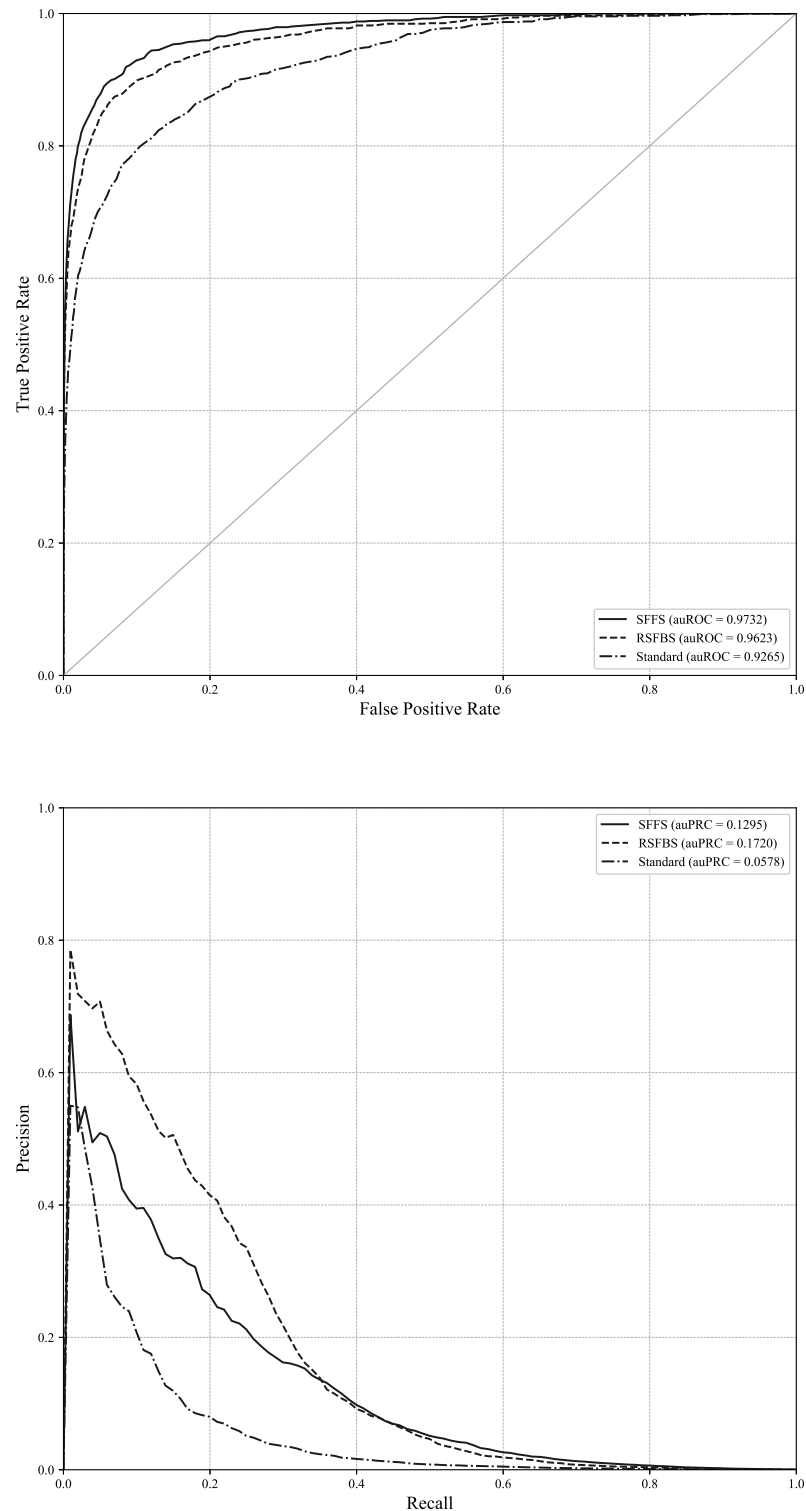 1.0
0.8
0.6
0.4
0.2
0.0
True Positive Rate
SFFS (auROC = 0.9732)
RSFBS (auROC = 0.9623)
Standard (auROC = 0.9265)
0.0 0.2 0.4 0.6 0.8 1.0
False Positive Rate
1.0
0.8
0.6
0.4
0.2
0.0
Precision
SFFS (auPRC = 0.1295)
RSFBS (auPRC = 0.1720)
Standard (auPRC = 0.0578)
0.0 0.2 0.4 0.6 0.8 1.0
Recall